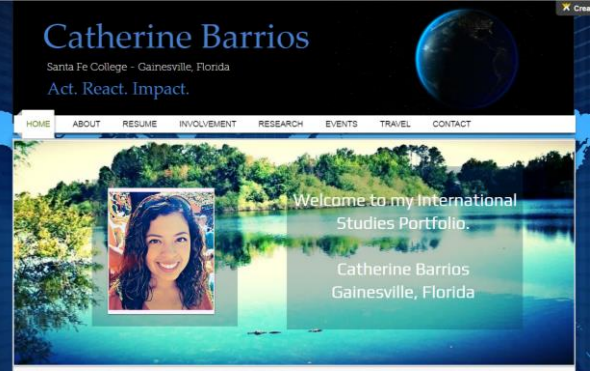 Crea
Catherine Barrios
Santa Fe College - Gainesville, Florida
Act. React. Impact.
HOME ABOUT RESUME INVOLVEMENT RESEARCH EVENTS TRAVEL CONTACT
Welcome to my International
Studies Portfolio.
Catherine Barrios
Gainesville, Florida